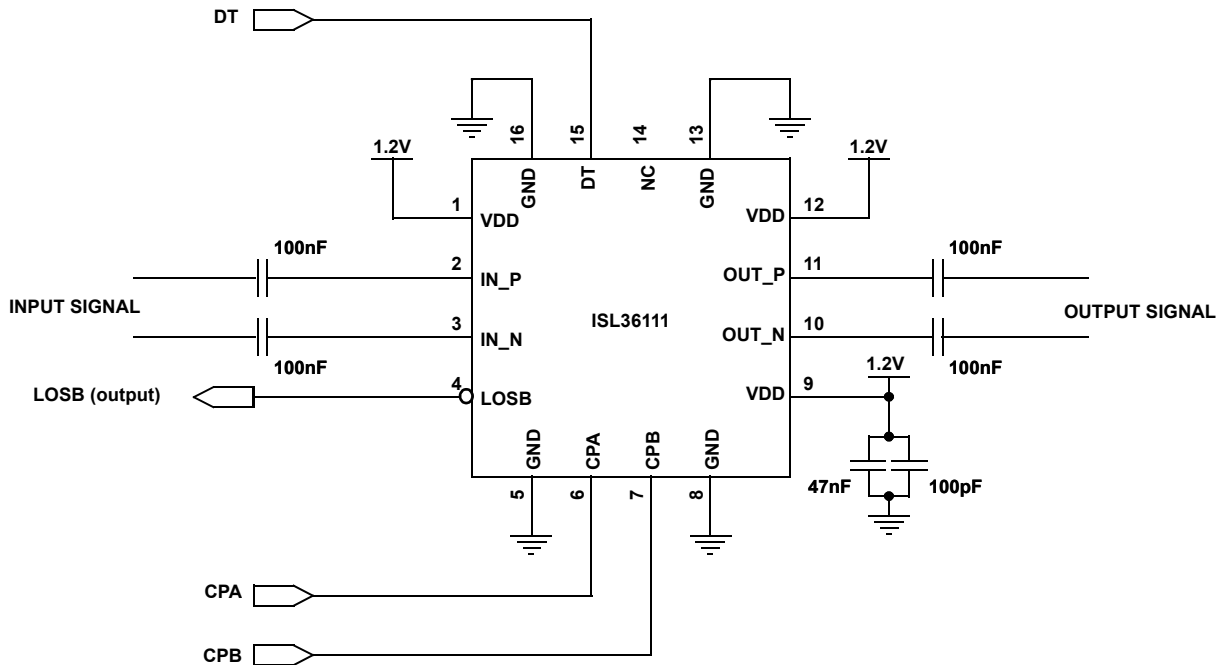 DT
16
15
14
13
1.2V
1.2V
GND
DT
NC
GND
1
VDD
VDD
12
100nF
100nF
2
IN_P
OUT_P
11
INPUT SIGNAL
ISL36111
OUTPUT SIGNAL
3
IN_N
OUT_N
10
100nF
1.2V
100nF
LOSB (output)
4
LOSB
VDD
9
GND
CPA
CPB
GND
47nF
100pF
5
6
7
8
CPA
CPB